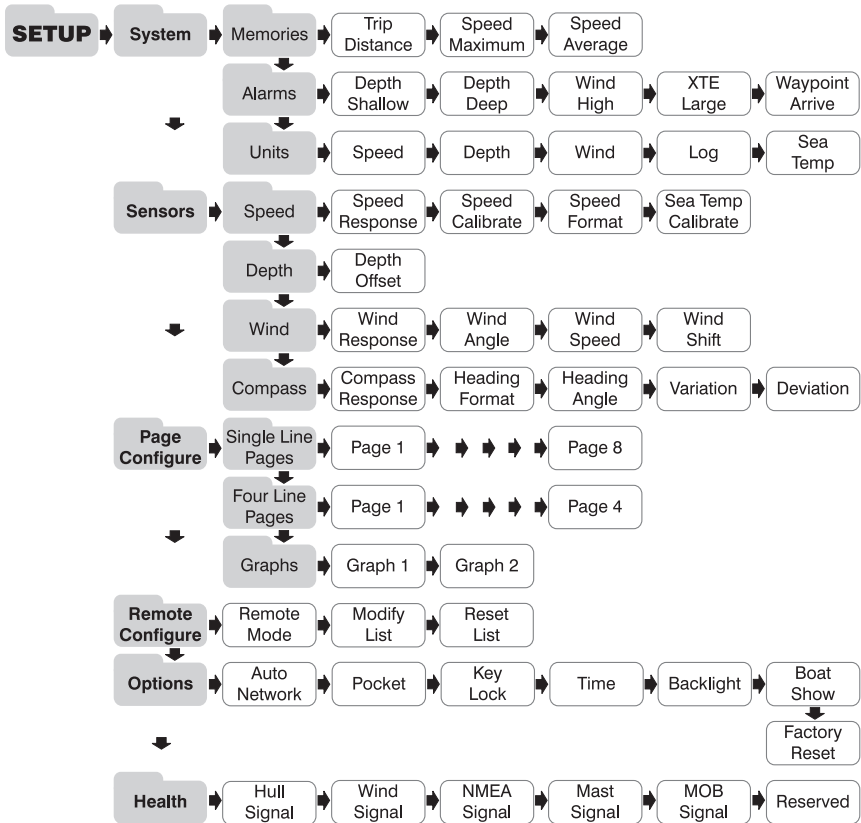 SETUP
System
Memories
Trip
Distance
Speed
Maximum
Speed
Average
Alarms
Depth
Shallow
Depth
Deep
Wind
High
XTE
Large
Waypoint
Arrive
Units
Speed
Depth
Wind
Log
Sea
Temp
Sensors
Speed
Speed
Response
Speed
Calibrate
Speed
Format
Sea Temp
Calibrate
Depth
Depth
Offset
Wind
Wind
Response
Wind
Angle
Wind
Speed
Wind
Shift
Compass
Compass
Response
Heading
Format
Heading
Angle
Variation
Deviation
Page
Configure
Single Line
Pages
Page 1
Page 8
Four Line
Pages
Page 1
Page 4
Graphs
Graph 1
Graph 2
Remote
Configure
Remote
Mode
Modify
List
Reset
List
Options
Auto
Network
Pocket
Key
Lock
Time
Backlight
Boat
Show
Factory
Reset
Health
Hull
Signal
Wind
Signal
NMEA
Signal
Mast
Signal
MOB
Signal
Reserved